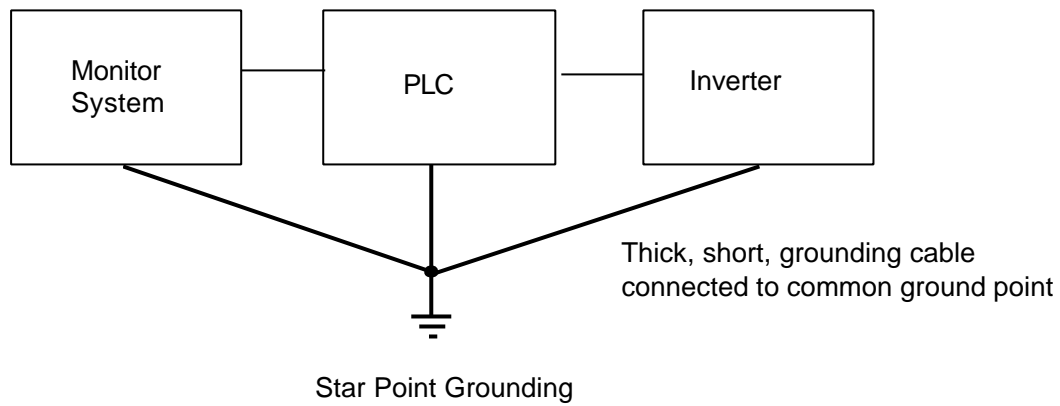 Monitor
System
PLC
Inverter
Thick, short, grounding cable
connected to common ground point
Star Point Grounding